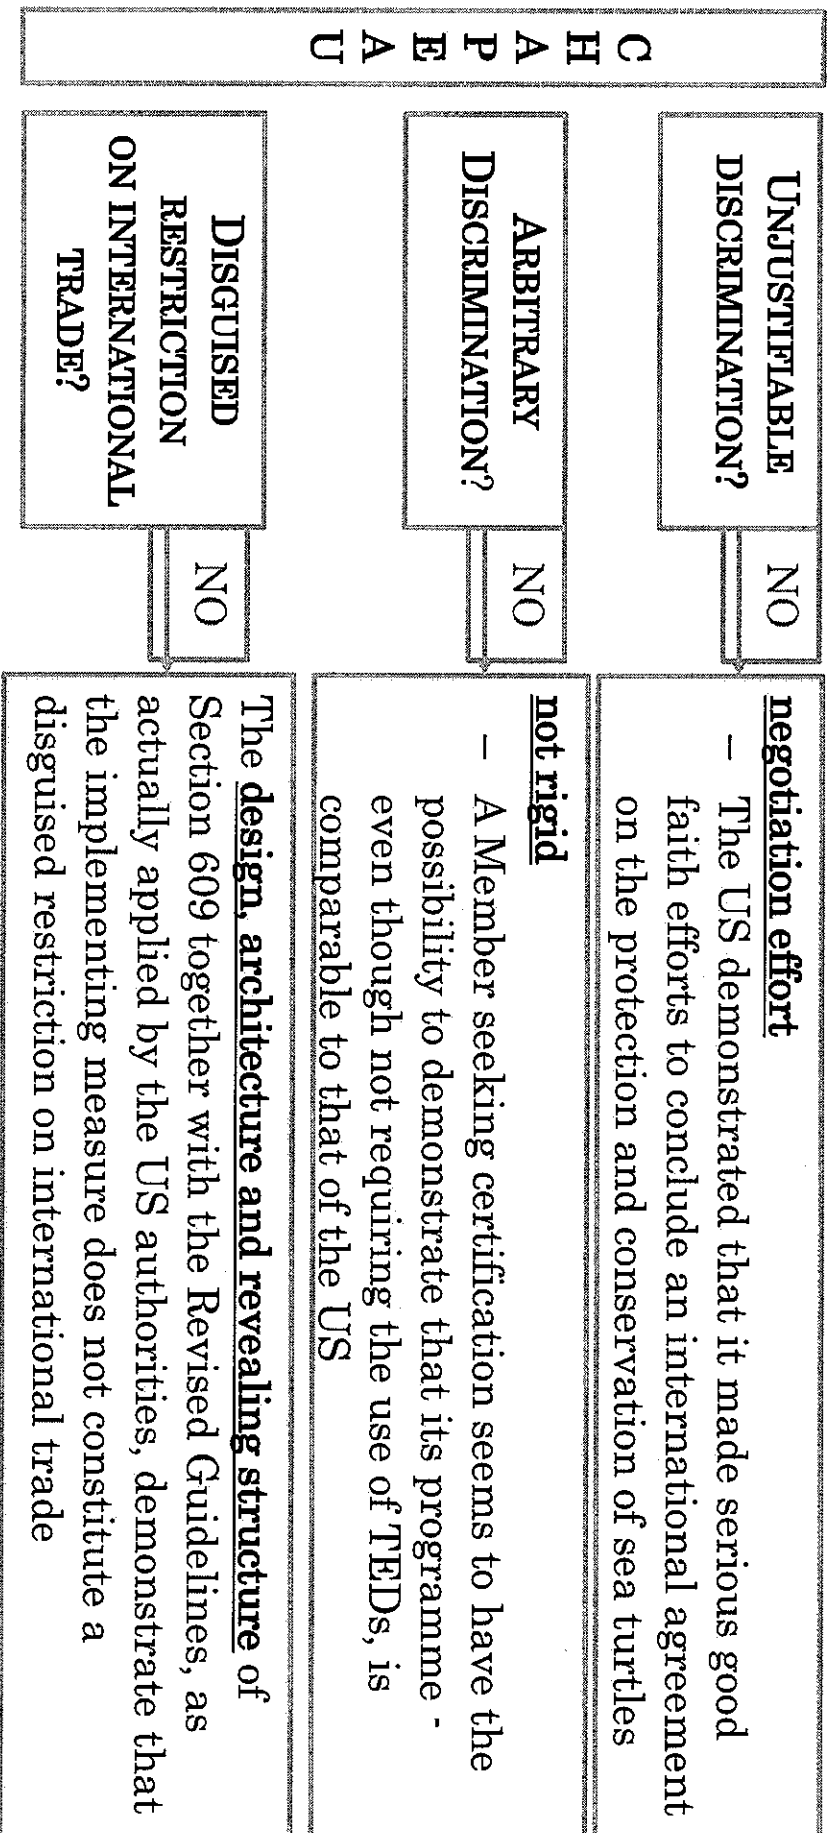 CHAPEAU
UNJUSTIFIABLE
DISCRIMINATION?
NO
negotiation effort
– The US demonstrated that it made serious good
faith efforts to conclude an international agreement
on the protection and conservation of sea turtles
ARBITRARY
DISCRIMINATION?
NO
not rigid
– A Member seeking certification seems to have the
possibility to demonstrate that its programme -
even though not requiring the use of TEDs, is
comparable to that of the US
DISGUISED
RESTRICTION
ON INTERNATIONAL
TRADE?
NO
The design, architecture and revealing structure of
Section 609 together with the Revised Guidelines, as
actually applied by the US authorities, demonstrate that
the implementing measure does not constitute a
disguised restriction on international trade